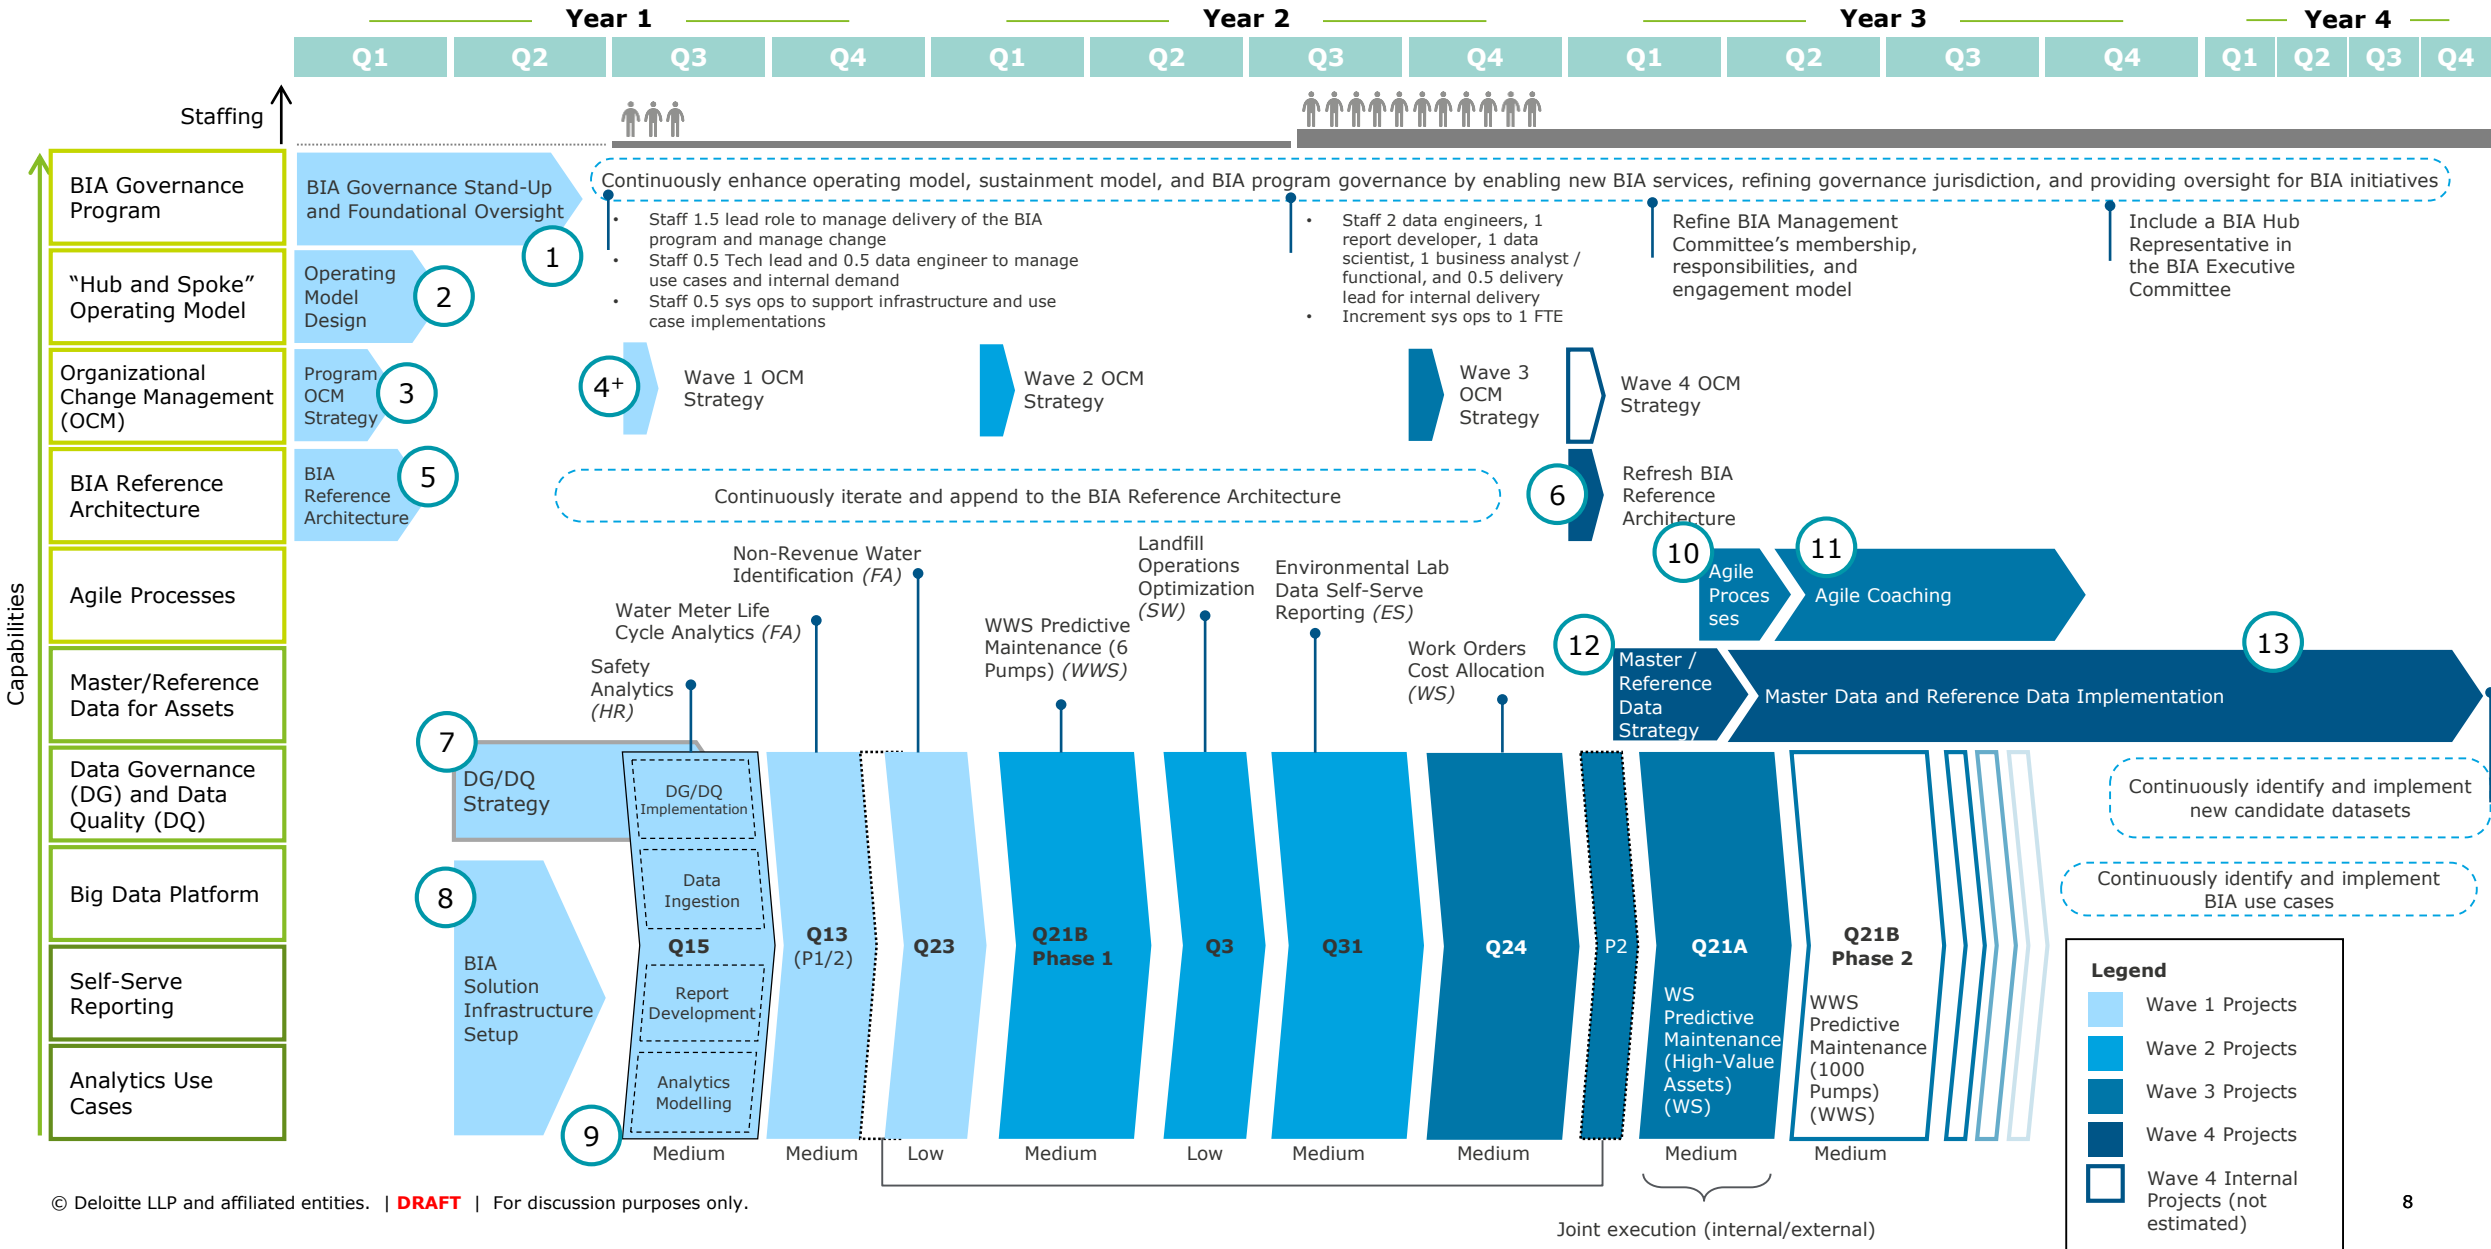 Year 1
Year 2
Year 3
Year 4
Q1 Q2 Q3 Q4 Q1 Q2 Q3 Q4 Q1 Q2 Q3 Q4 Q1 Q2 Q3 Q4
Staffing
Capabilities
BIA Governance
Program
BIA Governance Stand-Up
and Foundational Oversight
1
Continuously enhance operating model, sustainment model, and BIA program governance by enabling new BIA services, refining governance jurisdiction, and providing oversight for BIA initiatives
• Staff 1.5 lead role to manage delivery of the BIA
program and manage change
• Staff 0.5 Tech lead and 0.5 data engineer to manage
use cases and internal demand
• Staff 0.5 sys ops to support infrastructure and use
case implementations
• Staff 2 data engineers, 1
report developer, 1 data
scientist, 1 business analyst /
functional, and 0.5 delivery
lead for internal delivery
• Increment sys ops to 1 FTE
Refine BIA Management
Committee’s membership,
responsibilities, and
engagement model
Include a BIA Hub
Representative in
the BIA Executive
Committee
“Hub and Spoke”
Operating Model
Operating
Model
Design
2
Organizational
Change Management
(OCM)
Program
OCM
Strategy
3
4+
Wave 1 OCM
Strategy
Wave 2 OCM
Strategy
Wave 3
OCM
Strategy
Wave 4 OCM
Strategy
BIA Reference
Architecture
BIA
Reference
Architecture
5
Continuously iterate and append to the BIA Reference Architecture
6
Refresh BIA
Reference
Architecture
Agile Processes
10
Agile
Proces
ses
11
Agile Coaching
Safety
Analytics
(HR)
Water Meter Life
Cycle Analytics (FA)
Non-Revenue Water
Identification (FA)
WWS Predictive
Maintenance (6
Pumps) (WWS)
Landfill
Operations
Optimization
(SW)
Environmental Lab
Data Self-Serve
Reporting (ES)
Work Orders
Cost Allocation
(WS)
Master/Reference
Data for Assets
12
Master /
Reference
Data
Strategy
13
Master Data and Reference Data Implementation
Data Governance
(DG) and Data
Quality (DQ)
7
DG/DQ
Strategy
DG/DQ
Implementation
Continuously identify and implement
new candidate datasets
Big Data Platform
8
Data
Ingestion
Continuously identify and implement
BIA use cases
BIA
Solution
Infrastructure
Setup
Q15
Q13
(P1/2)
Q23
Q21B
Phase 1
Q3
Q31
Q24
P2
Q21A
Q21B
Phase 2
Self-Serve
Reporting
Report
Development
WS
Predictive
Maintenance
(High-Value
Assets)
(WS)
WWS
Predictive
Maintenance
(1000
Pumps)
(WWS)
Analytics Use
Cases
9
Analytics
Modelling
Medium
Medium
Low
Medium
Low
Medium
Medium
Medium
Medium
Joint execution (internal/external)
Legend
Wave 1 Projects
Wave 2 Projects
Wave 3 Projects
Wave 4 Projects
Wave 4 Internal
Projects (not
estimated)
© Deloitte LLP and affiliated entities. | DRAFT | For discussion purposes only.
8